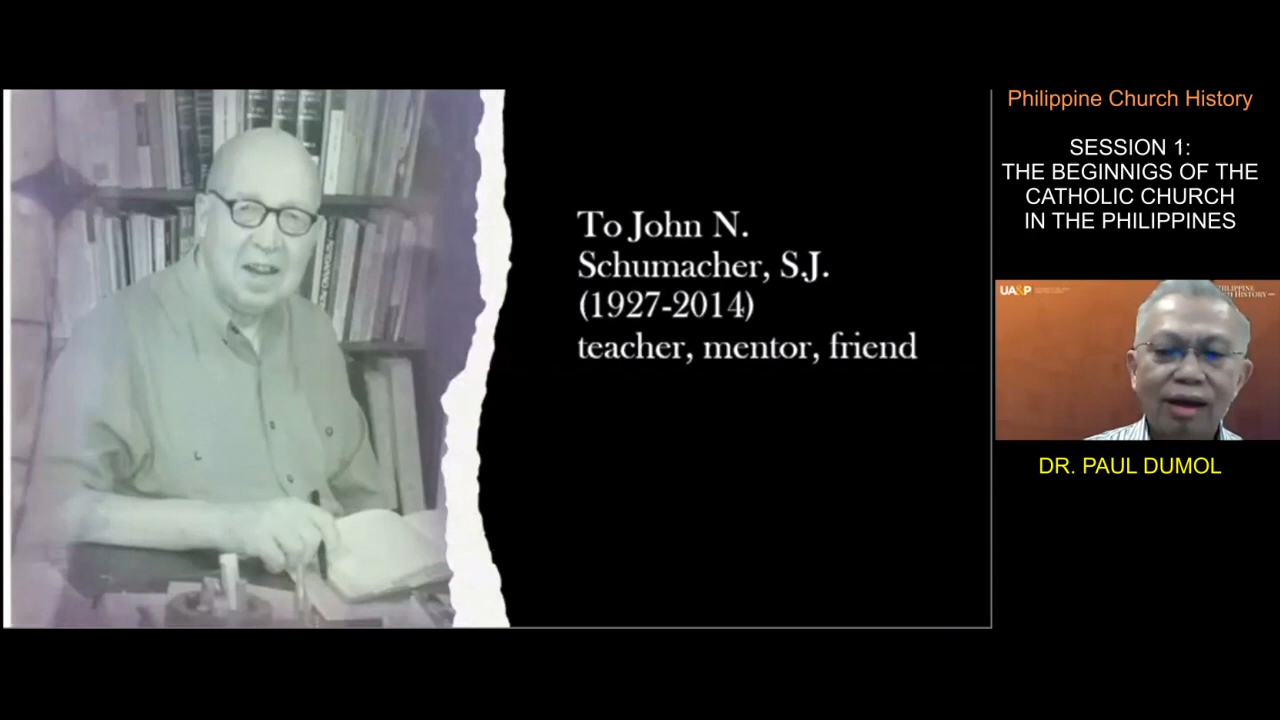 To John N.
Schumacher, S.J.
(1927-2014)
teacher, mentor, friend
Philippine Church History
SESSION 1:
THE BEGINNIGS OF THE
CATHOLIC CHURCH
IN THE PHILIPPINES
UA&P
DR. PAUL DUMOL